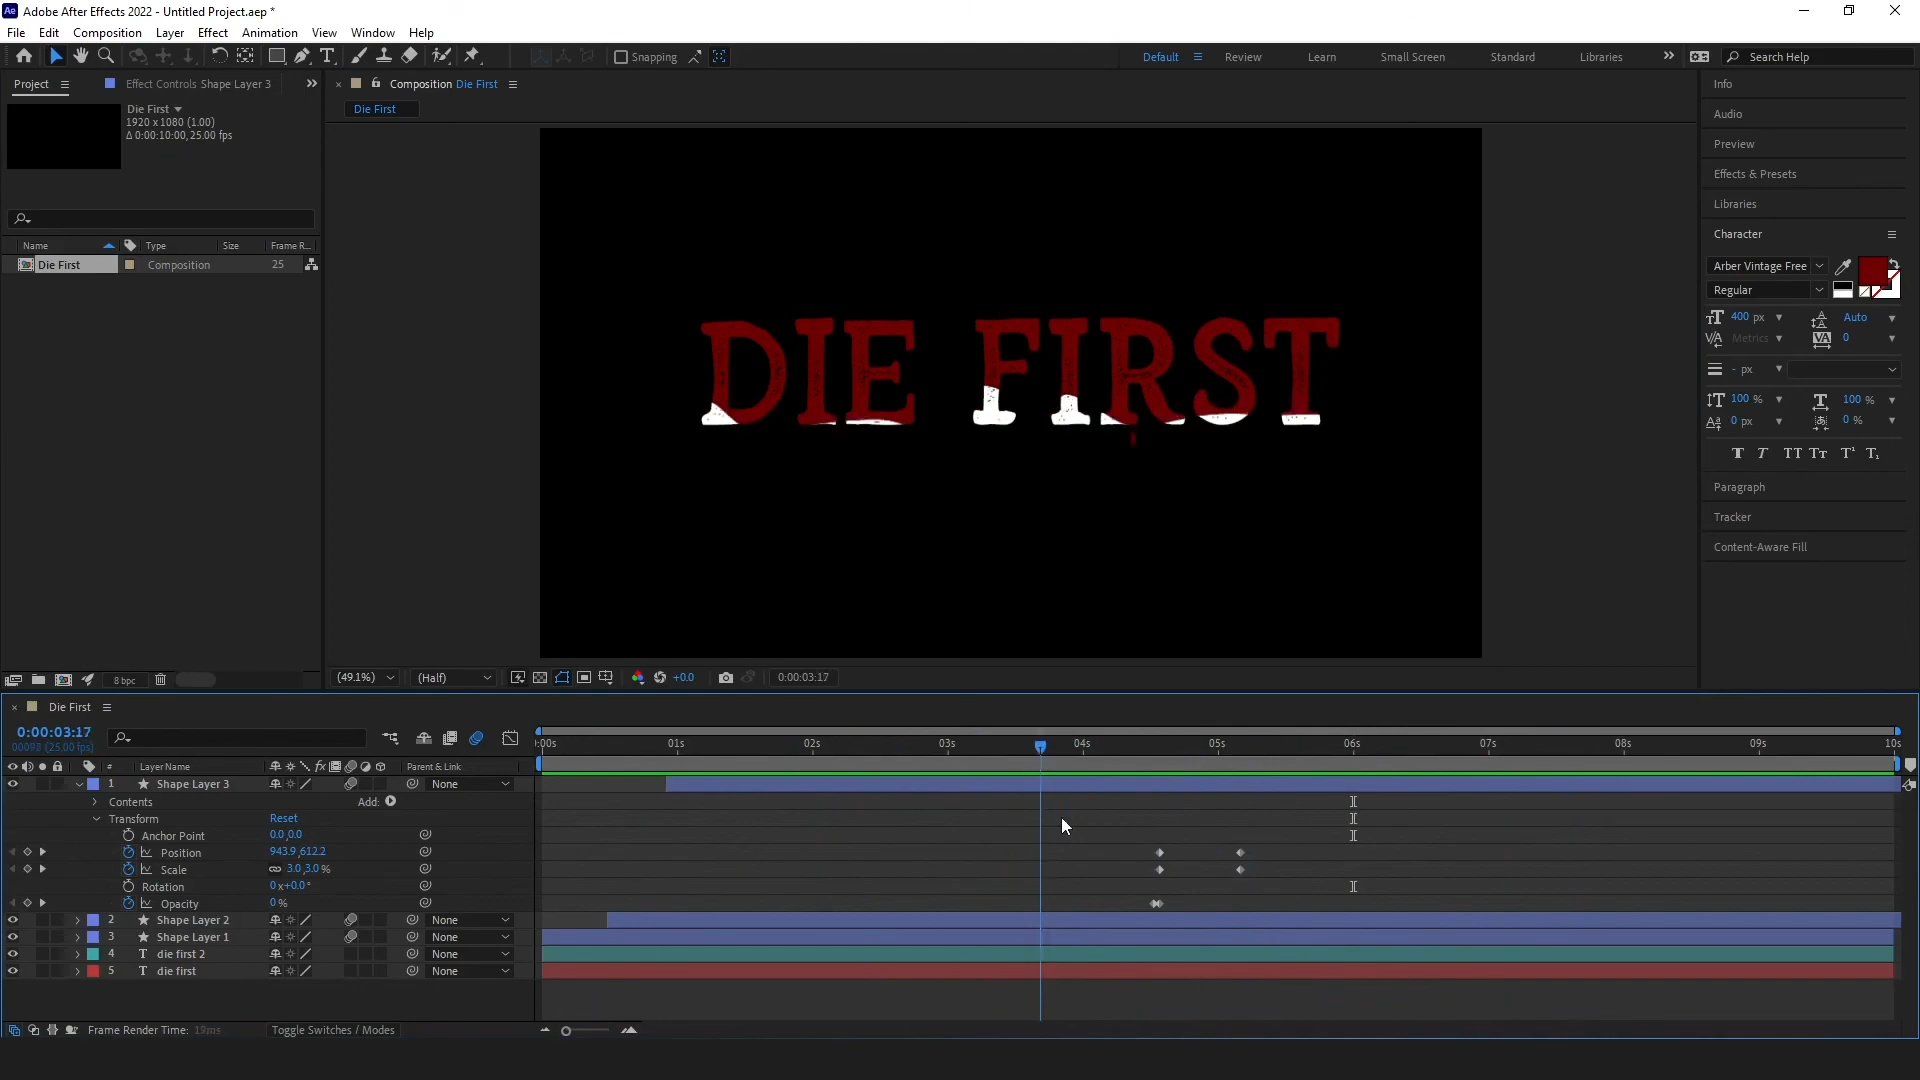 Ae Adobe After Effects 2022 - Untitled Project.aep *
File Edit Composition Layer Effect Animation View Window Help
Snapping
Default Review Learn Small Screen Standard Libraries Search Help
Project Effect Controls Shape Layer 3
Composition Die First
Die First
Die First
1920 x 1080 (1.00)
Δ 0:00:10:00, 25.00 fps
Name Type Size Frame R...
Die First Composition 25
DIE FIRST
Info
Audio
Preview
Effects & Presets
Libraries
Character
Arber Vintage Free
Regular
400 px Auto
Metrics 0
- px
100 % 100 %
0 px 0 %
Paragraph
Tracker
Content-Aware Fill
8 bpc
(49.1%) (Half) +0.0 0:00:03:17
Die First
0:00:03:17
00093 (25.00 fps)
:00s 01s 02s 03s 04s 05s 06s 07s 08s 09s 10s
# Layer Name fx Parent & Link
1 Shape Layer 3 None
Contents Add:
Transform Reset
Anchor Point 0.0,0.0
Position 943.9,612.2
Scale 3.0,3.0 %
Rotation 0x+0.0°
Opacity 0 %
2 Shape Layer 2 None
3 Shape Layer 1 None
4 T die first 2 None
5 T die first None
Frame Render Time: 19ms Toggle Switches / Modes